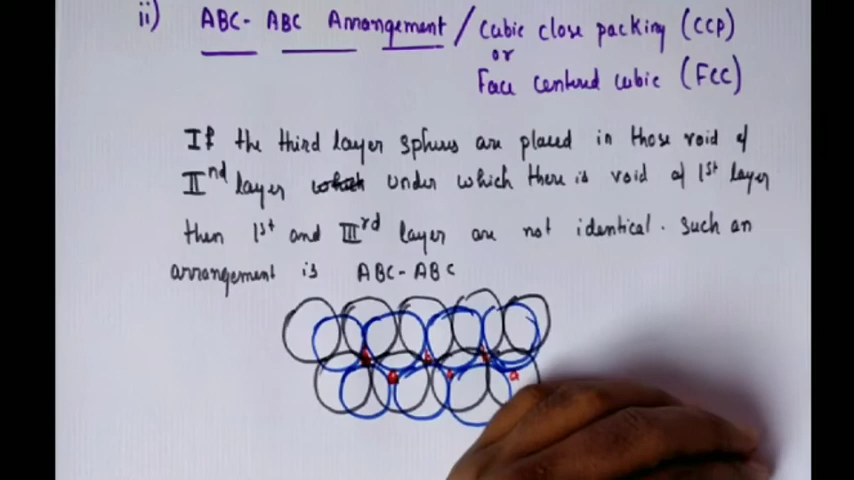 ii) ABC- ABC Arrangement / Cubic close packing (CCP)
or
Face centered cubic (FCC)
If the third layer spheres are placed in those void of
IInd layer under which there is void of 1st layer
then 1st and IIIrd layer are not identical. Such an
arrangement is ABC-ABC
a